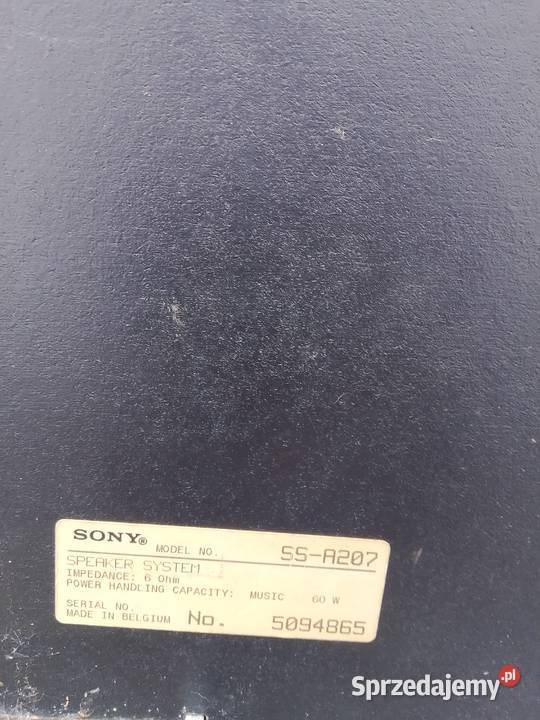 SONY® MODEL NO. SS-A207
SPEAKER SYSTEM
IMPEDANCE: 6 Ohm
POWER HANDLING CAPACITY: MUSIC 60 W
SERIAL NO.
MADE IN BELGIUM No. 5094865
Sprzedajemy.pl